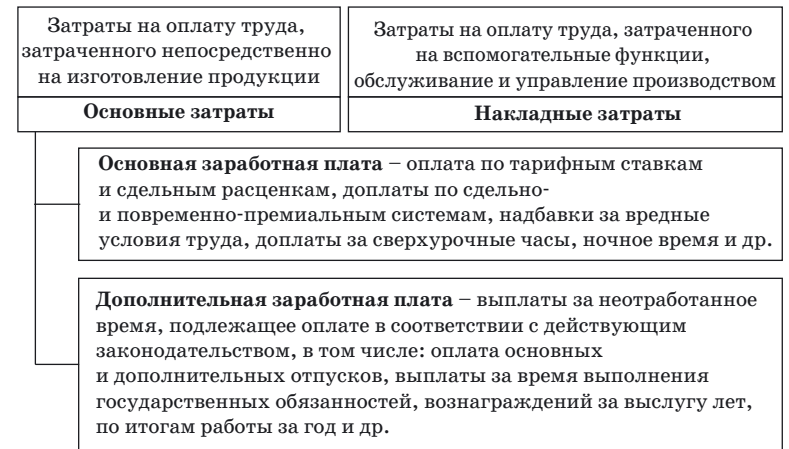 Затраты на оплату труда,
затраченного непосредственно
на изготовление продукции
Основные затраты
Затраты на оплату труда, затраченного
на вспомогательные функции,
обслуживание и управление производством
Накладные затраты
Основная заработная плата – оплата по тарифным ставкам
и сдельным расценкам, доплаты по сдельно-
и повременно-премиальным системам, надбавки за вредные
условия труда, доплаты за сверхурочные часы, ночное время и др.
Дополнительная заработная плата – выплаты за неотработанное
время, подлежащее оплате в соответствии с действующим
законодательством, в том числе: оплата основных
и дополнительных отпусков, выплаты за время выполнения
государственных обязанностей, вознаграждений за выслугу лет,
по итогам работы за год и др.